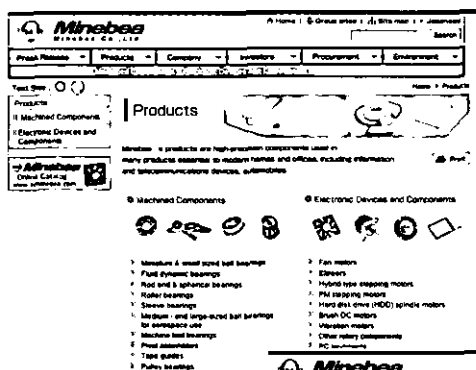 Minebea
Minebea Co., Ltd.
Home | Group sites | Site map | Japanese
Search
Press Release Products Company Investors Procurement Environment
Text Size
Home > Products
Products
Machined Components
Electronic Devices and Components
Minebea
Online Catalog
Products
Minebea's products are high-precision components used in
many products essential to modern homes and offices, including information
and telecommunications devices, automobiles
Print
Machined Components
Miniature & small sized ball bearings
Fluid dynamic bearings
Rod end & spherical bearings
Roller bearings
Sleeve bearings
Medium- and large-sized ball bearings
for aerospace use
Machine tool bearings
Pivot assemblies
Tape guides
Pulley bearings
Electronic Devices and Components
Fan motors
Blowers
Hybrid type stepping motors
PM stepping motors
Hard disk drive (HDD) spindle motors
Brush DC motors
Vibration motors
Other rotary components
PC keyboards
Minebea